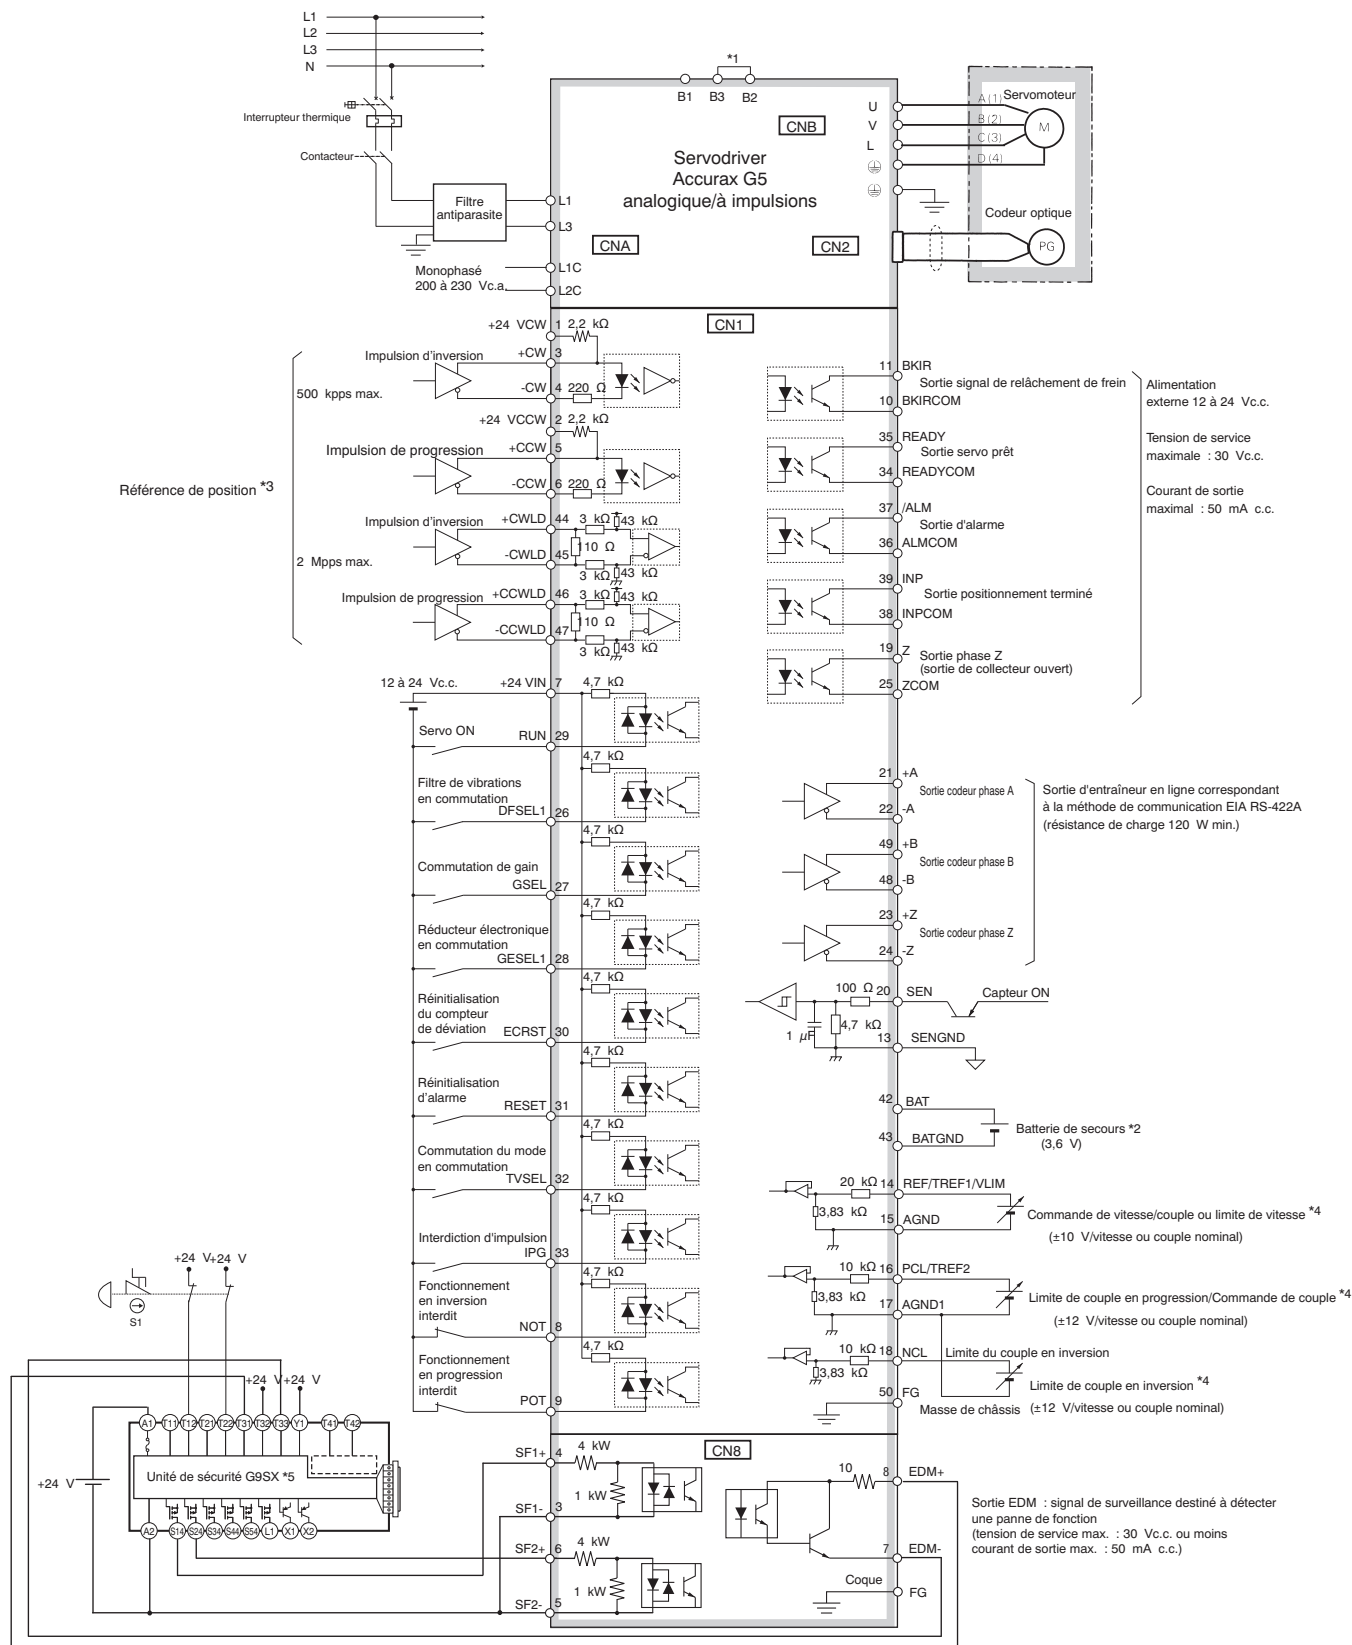 L1
L2
L3
N
Interrupteur thermique
Contacteur
Filtre
antiparasite
L1
L3
Monophasé
200 à 230 Vc.a.
L1C
L2C
*1
B1 B3 B2
CNB
Servodriver
Accurax G5
analogique/à impulsions
CNA
CN2
U
V
L
Servomoteur
A (1)
B (2)
C (3)
D (4)
M
Codeur optique
PG
CN1
Référence de position *3
500 kpps max.
2 Mpps max.
+24 VCW 1 2,2 kΩ
Impulsion d'inversion
+CW 3
-CW 4 220 Ω
+24 VCCW 2 2,2 kΩ
Impulsion de progression
+CCW 5
-CCW 6 220 Ω
Impulsion d'inversion
+CWLD 44 3 kΩ 43 kΩ
110 Ω
-CWLD 45
3 kΩ 43 kΩ
Impulsion de progression
+CCWLD 46 3 kΩ 43 kΩ
110 Ω
-CCWLD 47
3 kΩ 43 kΩ
12 à 24 Vc.c.
+24 VIN 7 4,7 kΩ
Servo ON
RUN 29
4,7 kΩ
Filtre de vibrations
en commutation
DFSEL1 26
4,7 kΩ
Commutation de gain
GSEL 27
4,7 kΩ
Réducteur électronique
en commutation
GESEL1 28
4,7 kΩ
Réinitialisation
du compteur
de déviation
ECRST 30
4,7 kΩ
Réinitialisation
d'alarme
RESET 31
4,7 kΩ
Commutation du mode
en commutation
TVSEL 32
4,7 kΩ
Interdiction d'impulsion
IPG 33
4,7 kΩ
Fonctionnement
en inversion
interdit
NOT 8
4,7 kΩ
Fonctionnement
en progression
interdit
POT 9
11 BKIR
Sortie signal de relâchement de frein
10 BKIRCOM
35 READY
Sortie servo prêt
34 READYCOM
37 /ALM
Sortie d'alarme
36 ALMCOM
39 INP
Sortie positionnement terminé
38 INPCOM
19 Z
Sortie phase Z
(sortie de collecteur ouvert)
25 ZCOM
Alimentation
externe 12 à 24 Vc.c.
Tension de service
maximale : 30 Vc.c.
Courant de sortie
maximal : 50 mA c.c.
21 +A
Sortie codeur phase A
22 -A
49 +B
Sortie codeur phase B
48 -B
23 +Z
Sortie codeur phase Z
24 -Z
Sortie d'entraîneur en ligne correspondant
à la méthode de communication EIA RS-422A
(résistance de charge 120 W min.)
100 Ω 20 SEN
Capteur ON
4,7 kΩ
1 µF
13 SENGND
42 BAT
Batterie de secours *2
(3,6 V)
43 BATGND
20 kΩ 14 REF/TREF1/VLIM
3,83 kΩ
15 AGND
Commande de vitesse/couple ou limite de vitesse *4
(±10 V/vitesse ou couple nominal)
10 kΩ 16 PCL/TREF2
3,83 kΩ
17 AGND1
Limite de couple en progression/Commande de couple *4
(±12 V/vitesse ou couple nominal)
10 kΩ 18 NCL
Limite du couple en inversion
3,83 kΩ
Limite de couple en inversion *4
(±12 V/vitesse ou couple nominal)
50 FG
Masse de châssis
+24 V +24 V
S1
+24 V +24 V
A1 T11 T12 T21 T22 T31 T32 T33 Y1 T41 T42
Unité de sécurité G9SX *5
+24 V
A2 S14 S24 S34 S44 S54 L1 X1 X2
CN8
SF1+ 4 4 kW
1 kW
SF1- 3
SF2+ 6 4 kW
1 kW
SF2- 5
10 8 EDM+
7 EDM-
Coque
FG
Sortie EDM : signal de surveillance destiné à détecter
une panne de fonction
(tension de service max. : 30 Vc.c. ou moins
courant de sortie max. : 50 mA c.c.)